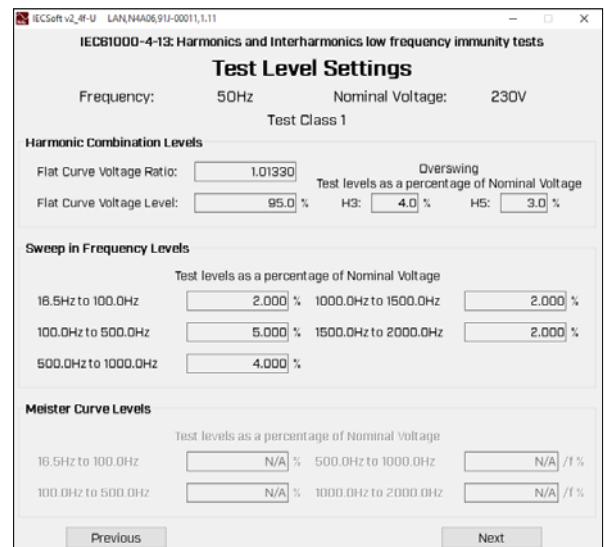 IECSoft v2_4f-U LAN,N4A06,91J-00011,1.11
IEC61000-4-13: Harmonics and Interharmonics low frequency immunity tests
Test Level Settings
Frequency: 50Hz Nominal Voltage: 230V
Test Class 1
Harmonic Combination Levels
Flat Curve Voltage Ratio: 1.01330
Overswing
Test levels as a percentage of Nominal Voltage
Flat Curve Voltage Level: 95.0 % H3: 4.0 % H5: 3.0 %
Sweep in Frequency Levels
Test levels as a percentage of Nominal Voltage
16.5Hz to 100.0Hz 2.000 % 1000.0Hz to 1500.0Hz 2.000 %
100.0Hz to 500.0Hz 5.000 % 1500.0Hz to 2000.0Hz 2.000 %
500.0Hz to 1000.0Hz 4.000 %
Meister Curve Levels
Test levels as a percentage of Nominal Voltage
16.5Hz to 100.0Hz N/A % 500.0Hz to 1000.0Hz N/A /f %
100.0Hz to 500.0Hz N/A % 1000.0Hz to 2000.0Hz N/A /f %
Previous Next